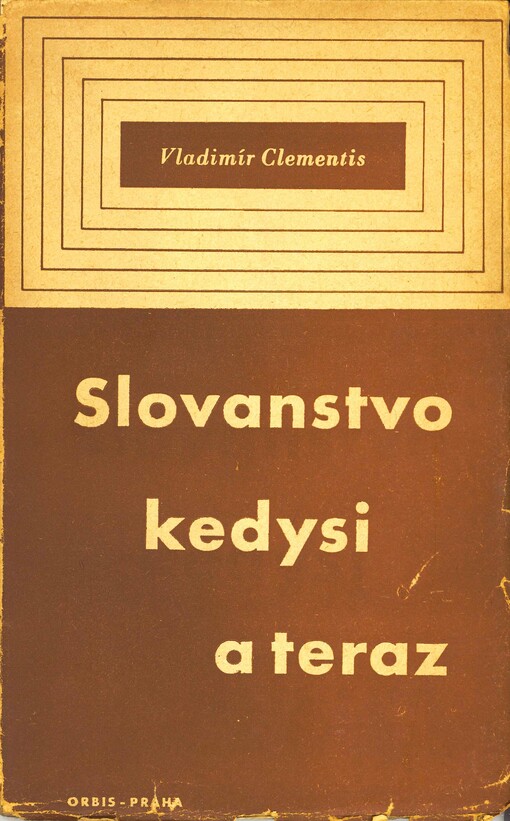 Vladimír Clementis
Slovanstvo
kedysi
a teraz
ORBIS - PRAHA